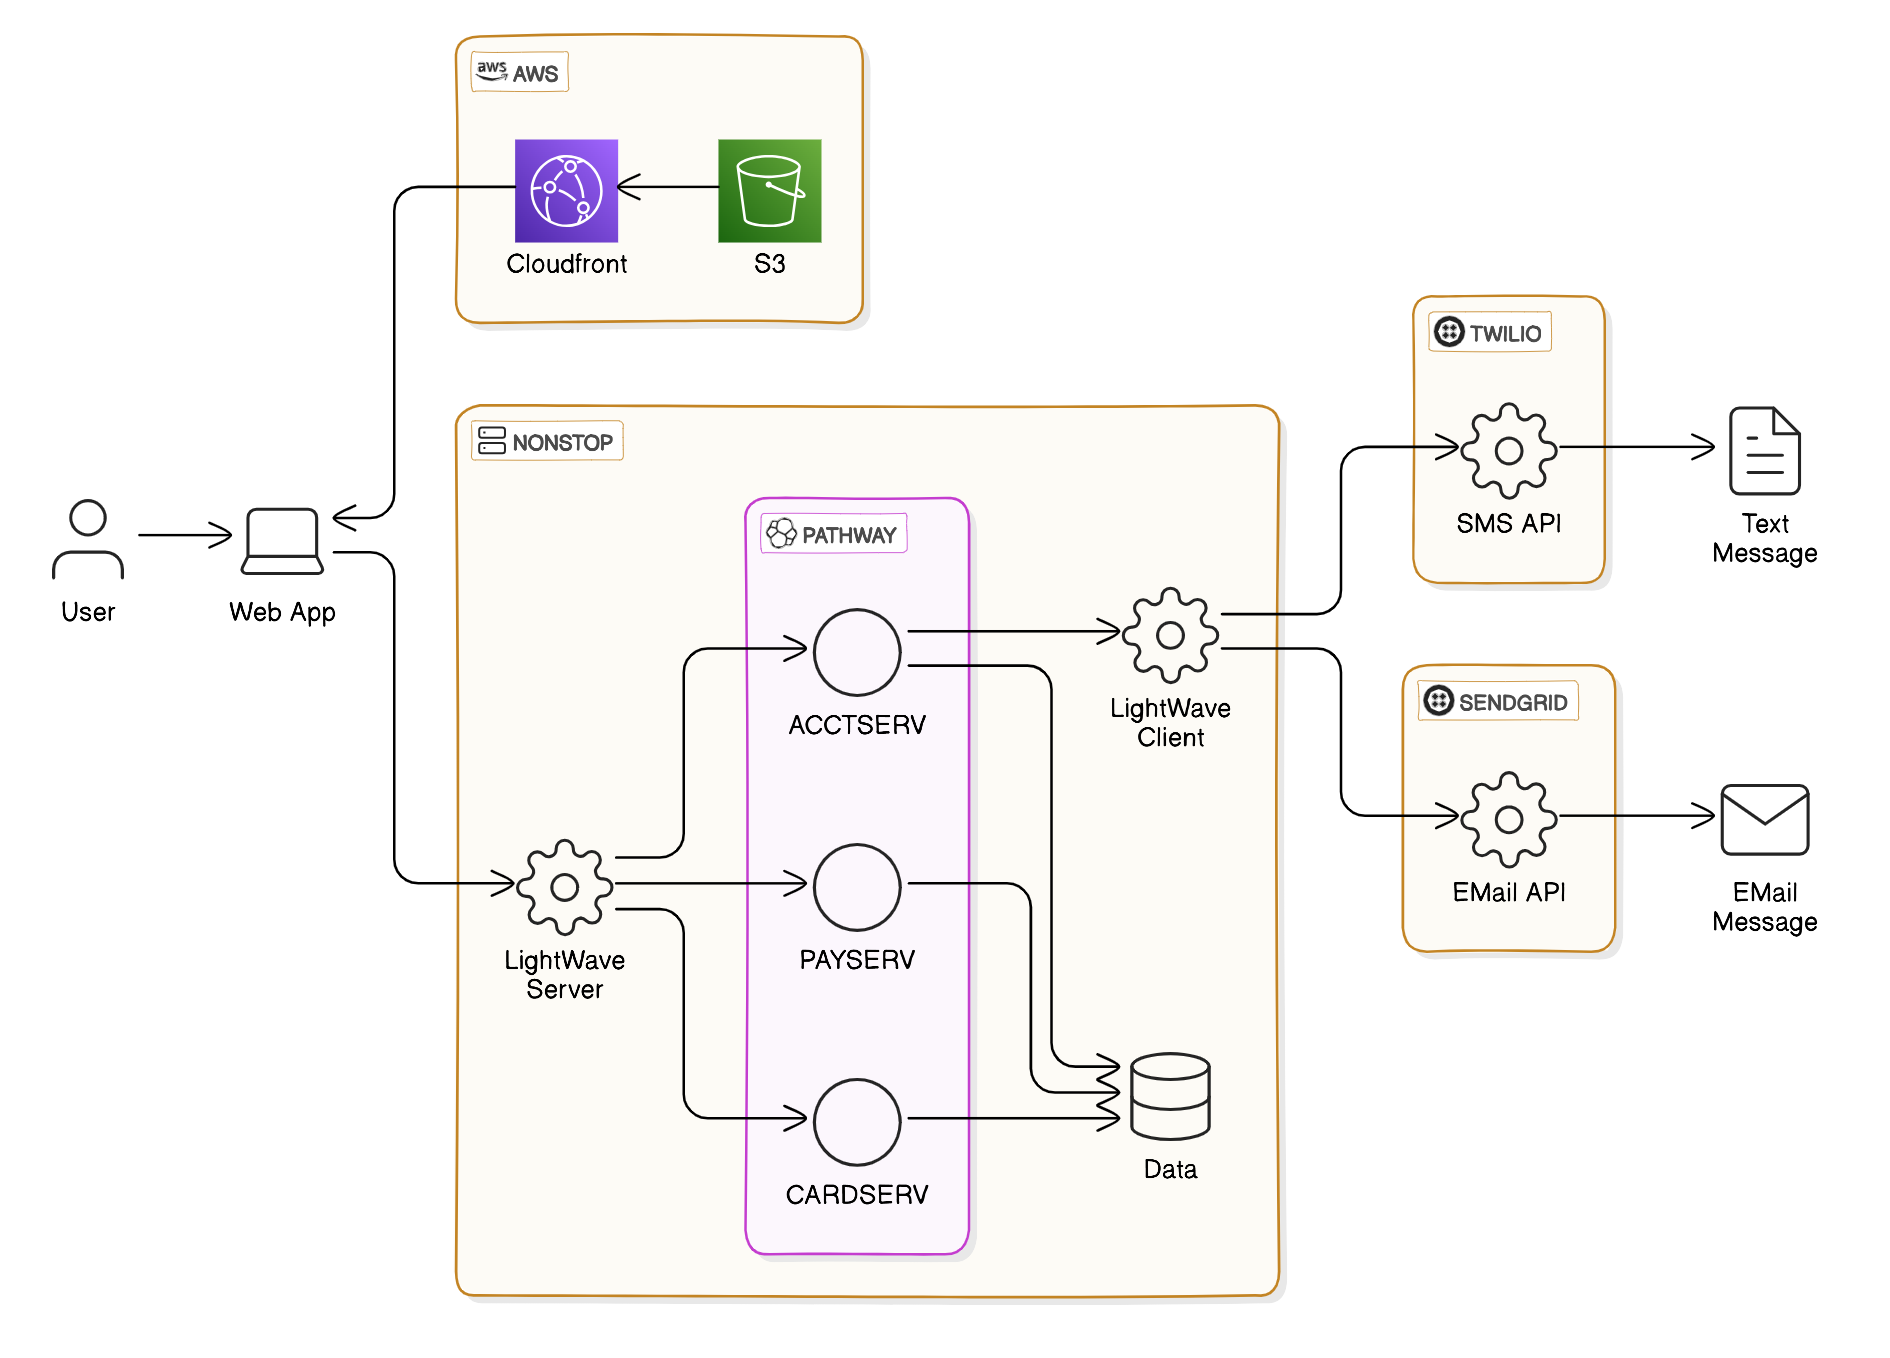 aws AWS
Cloudfront
S3
TWILIO
NONSTOP
SMS API
Text
Message
PATHWAY
User
Web App
ACCTSERV
LightWave
Client
SENDGRID
EMail API
EMail
Message
LightWave
Server
PAYSERV
Data
CARDSERV